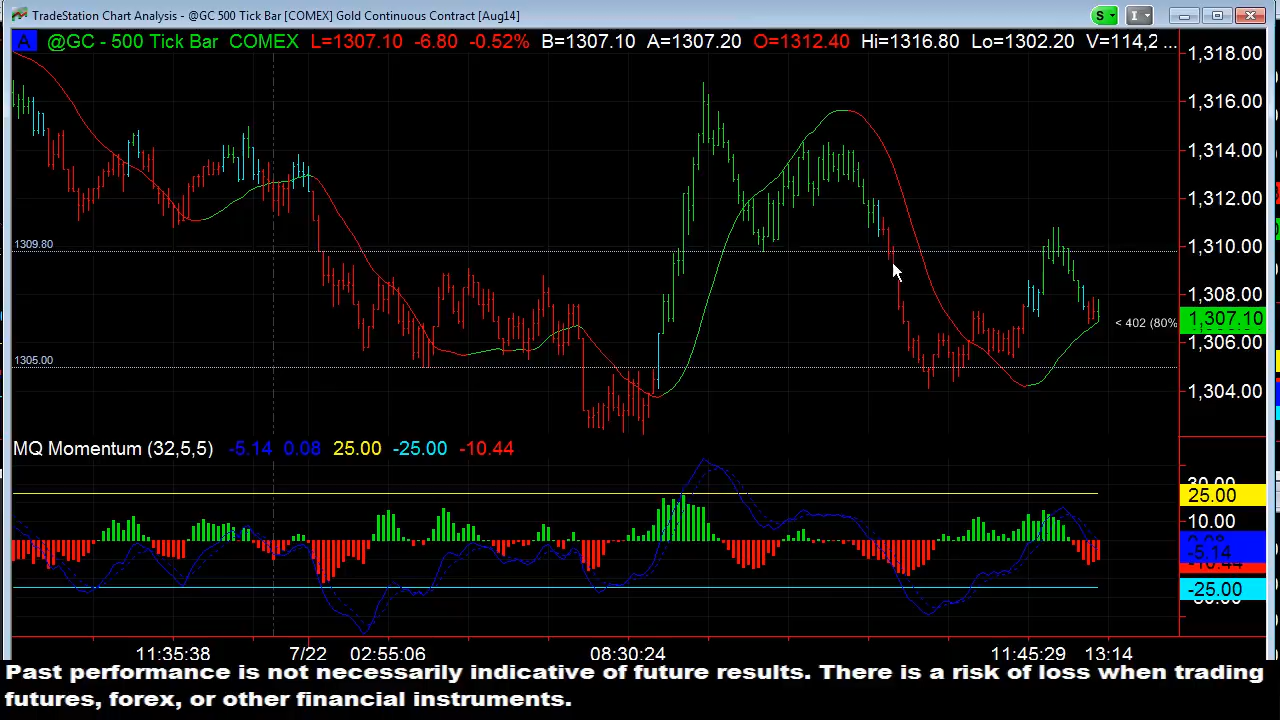 TradeStation Chart Analysis - @GC 500 Tick Bar [COMEX] Gold Continuous Contract [Aug14]
S
I
A @GC - 500 Tick Bar COMEX L=1307.10 -6.80 -0.52% B=1307.10 A=1307.20 O=1312.40 Hi=1316.80 Lo=1302.20 V=114,2 ...
1,318.00
1,316.00
1,314.00
1,312.00
1309.80
1,310.00
1,308.00
< 402 (80%
1,307.10
1,306.00
1305.00
1,304.00
MQ Momentum (32,5,5) -5.14 0.08 25.00 -25.00 -10.44
25.00
10.00
-5.14
-25.00
11:35:38 7/22 02:55:06 08:30:24 11:45:29 13:14
Past performance is not necessarily indicative of future results. There is a risk of loss when trading
futures, forex, or other financial instruments.